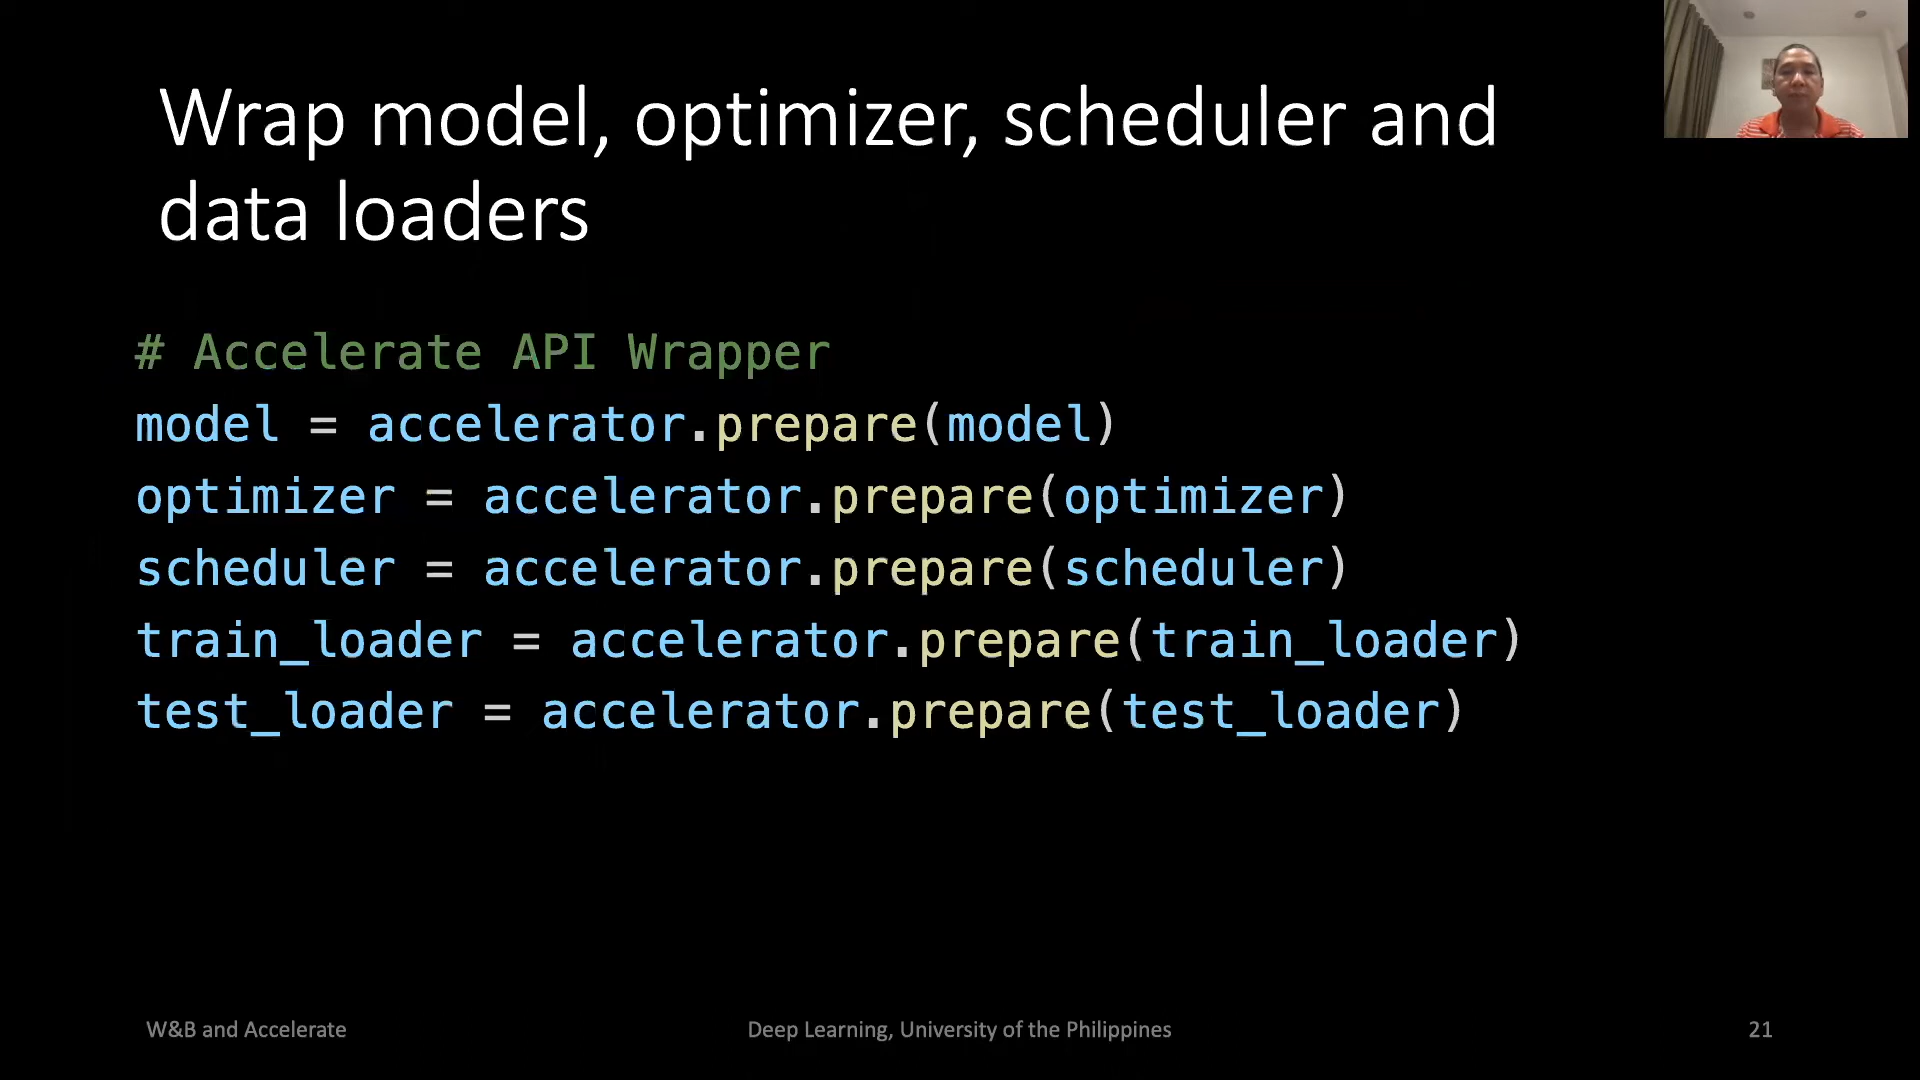 Wrap model, optimizer, scheduler and
data loaders
# Accelerate API Wrapper
model = accelerator.prepare(model)
optimizer = accelerator.prepare(optimizer)
scheduler = accelerator.prepare(scheduler)
train_loader = accelerator.prepare(train_loader)
test_loader = accelerator.prepare(test_loader)
W&B and Accelerate
Deep Learning, University of the Philippines
21